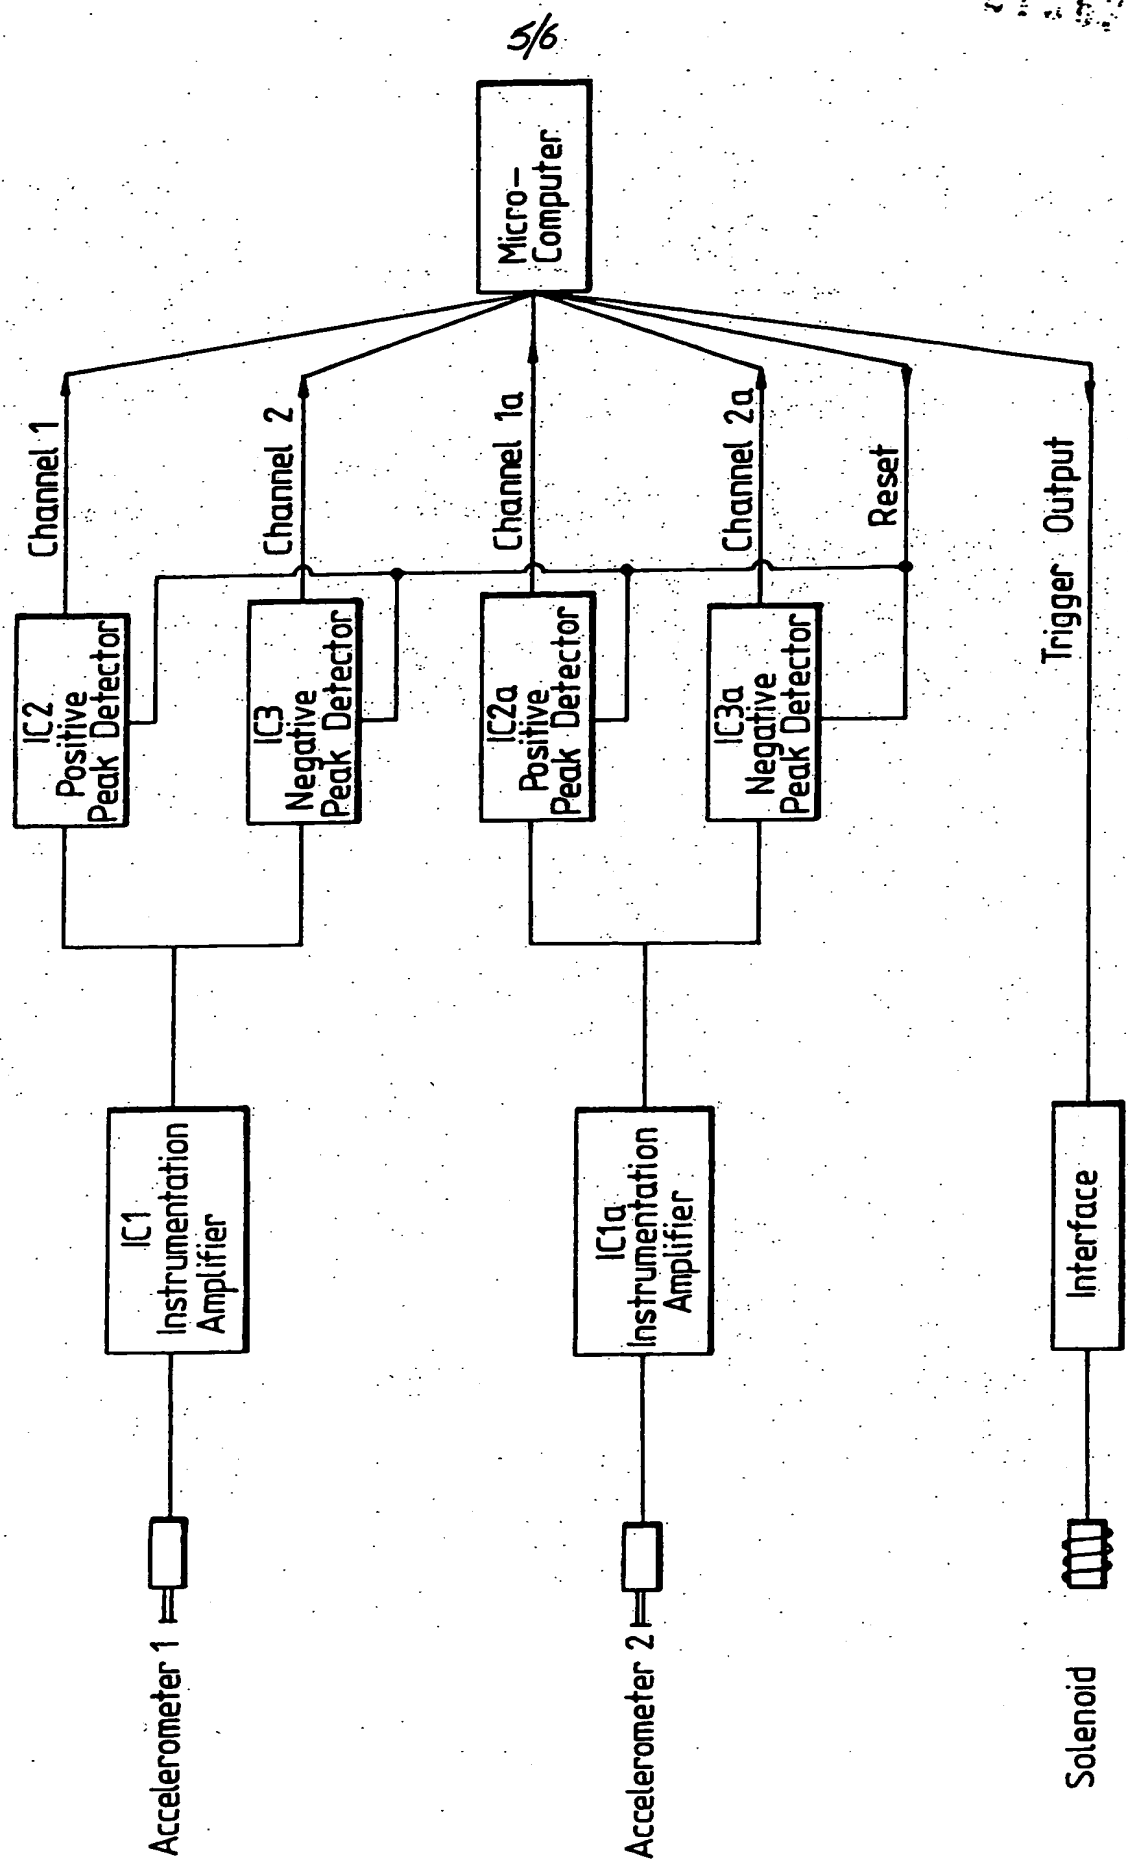 5/6
Micro-
Computer
Channel 1
Channel 2
Channel 1a
Channel 2a
Reset
Trigger Output
IC2
Positive
Peak Detector
IC3
Negative
Peak Detector
IC2a
Positive
Peak Detector
IC3a
Negative
Peak Detector
IC1
Instrumentation
Amplifier
IC1a
Instrumentation
Amplifier
Interface
Accelerometer 1
Accelerometer 2
Solenoid